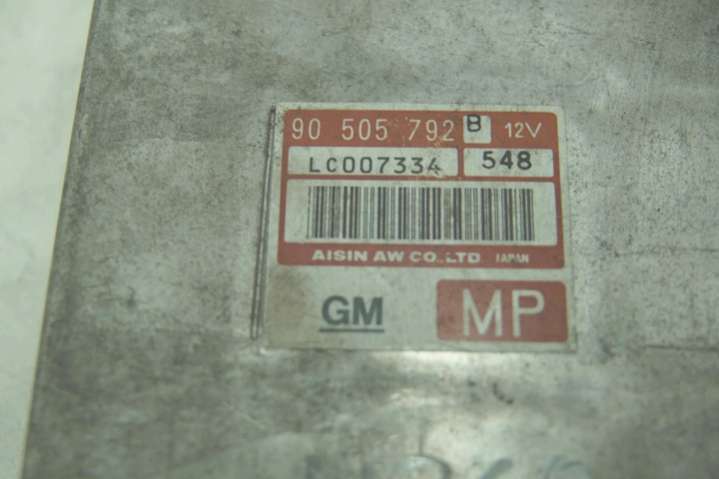 90 505 792 B 12V
LC007334 548
AISIN AW CO.,LTD. JAPAN
GM MP